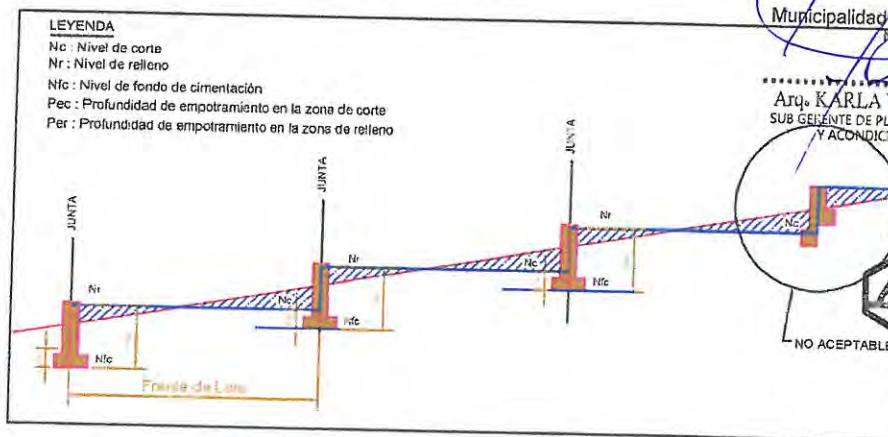 LEYENDA
Nc : Nivel de corte
Nr : Nivel de relleno
Nfc : Nivel de fondo de cimentación
Pec : Profundidad de empotramiento en la zona de corte
Per : Profundidad de empotramiento en la zona de relleno
Municipalidad
Arq. KARLA
SUB GERENTE DE
Y
JUNTA
JUNTA
JUNTA
Nr
Nc
Nfc
Nr
Nc
Nfc
Nr
Nc
Nfc
Frente de Lote
NO ACEPTABLE